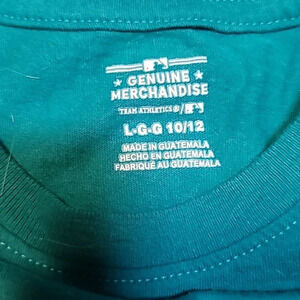 GENUINE
MERCHANDISE
TEAM ATHLETICS ®/
L-G-G 10/12
MADE IN GUATEMALA
HECHO EN GUATEMALA
FABRIQUÉ AU GUATEMALA